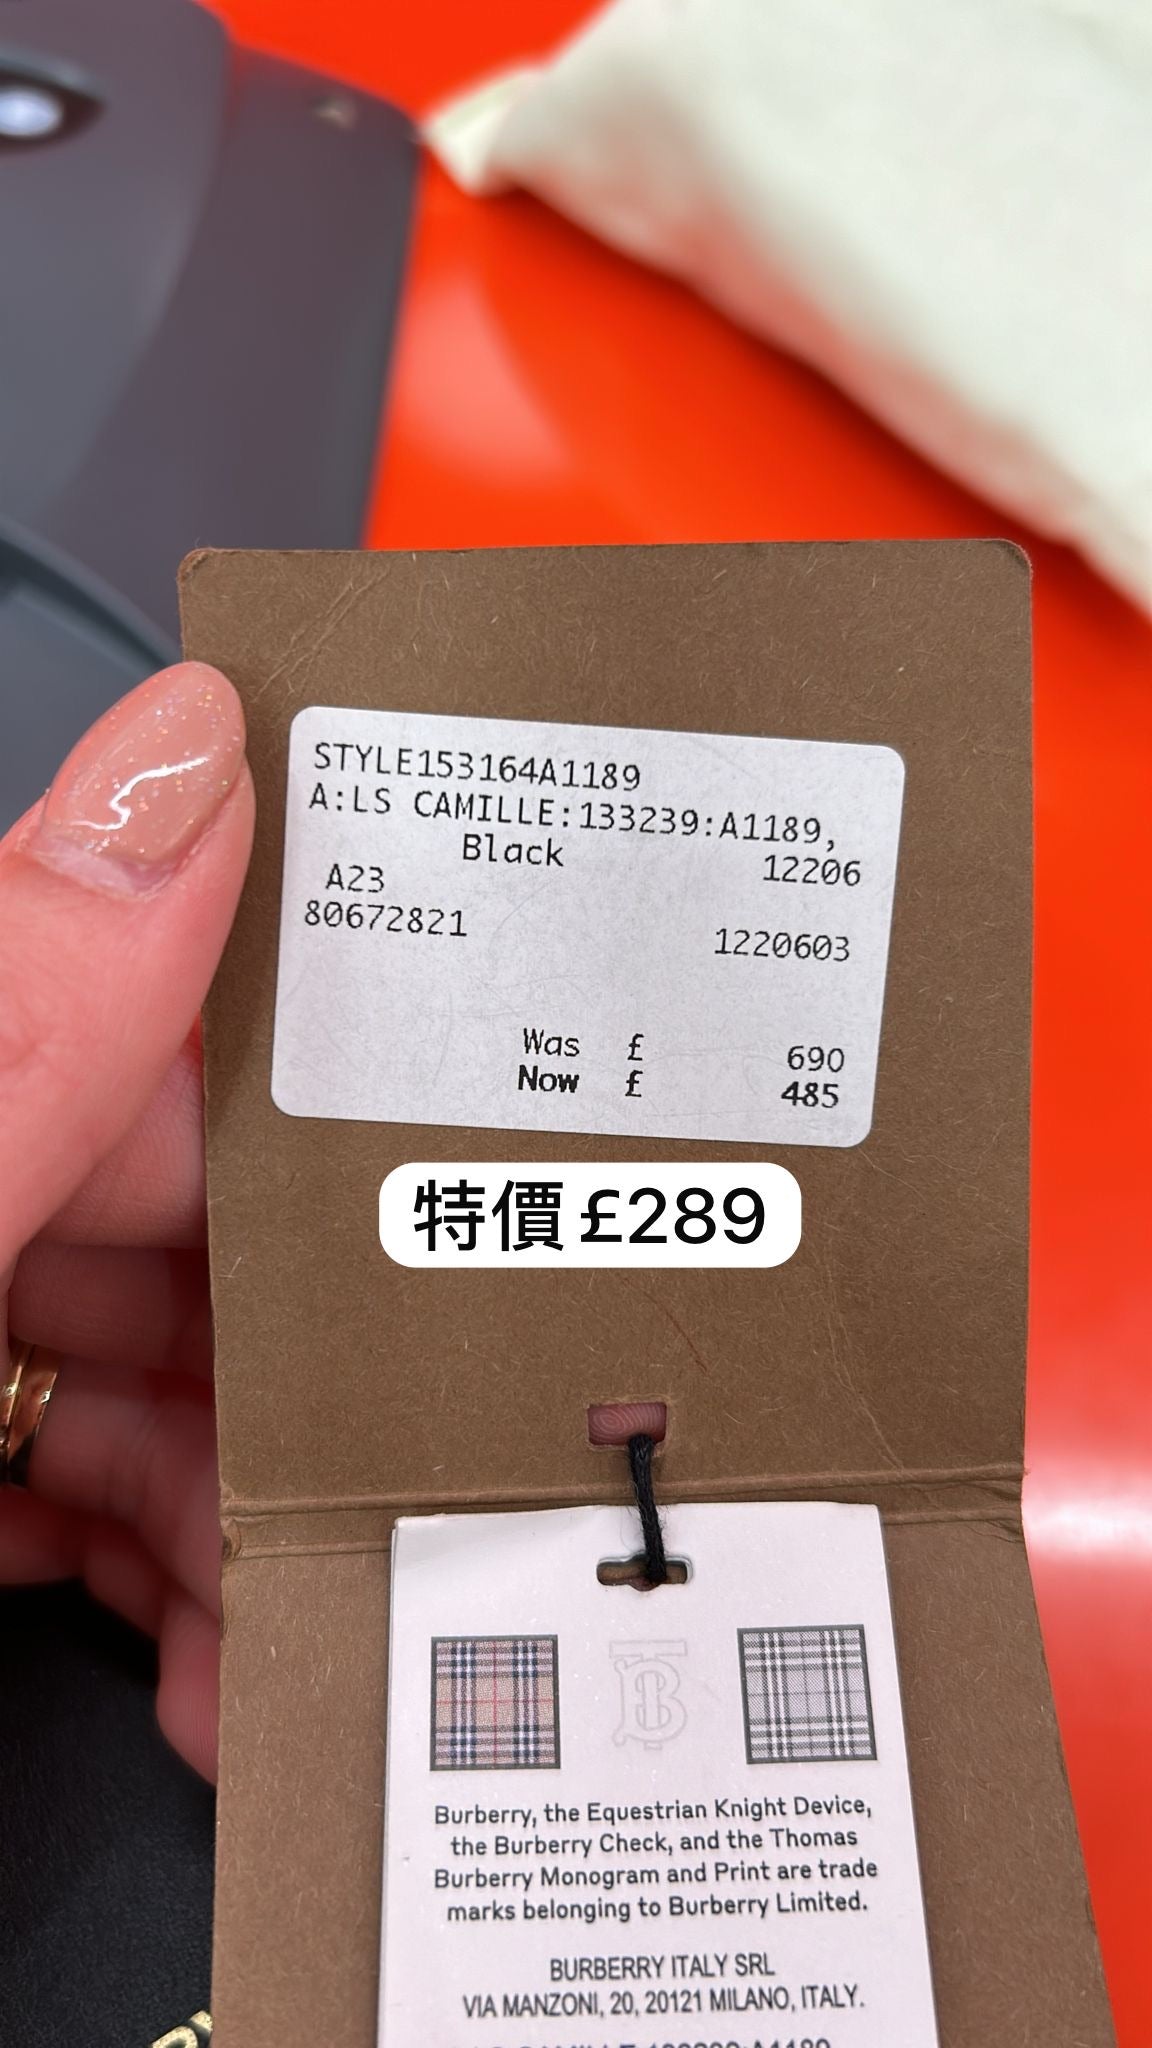 STYLE153164A1189
A:LS CAMILLE:133239:A1189,
Black 12206
A23
80672821 1220603
Was £ 690
Now £ 485
特價£289
Burberry, the Equestrian Knight Device,
the Burberry Check, and the Thomas
Burberry Monogram and Print are trade
marks belonging to Burberry Limited.
BURBERRY ITALY SRL
VIA MANZONI, 20, 20121 MILANO, ITALY.